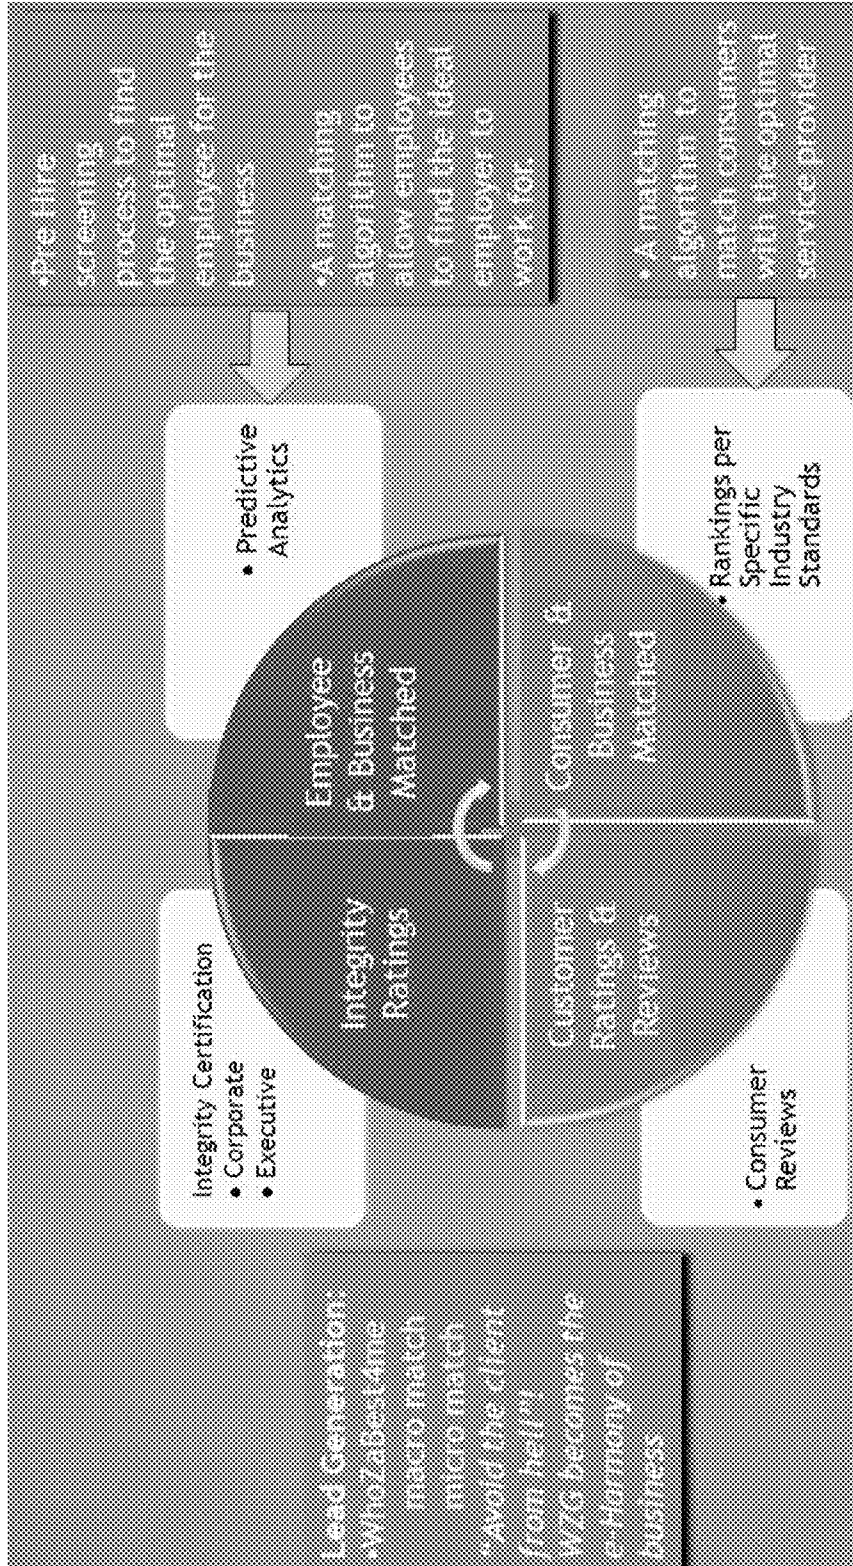 Lead Generation:
•WhoZaBest4me
macro match
micro match
"Avoid the client
from hell"!
WZG becomes the
e-Harmony of
business
Integrity Certification
• Corporate
• Executive
• Consumer
Reviews
Integrity
Ratings
Employee
& Business
Matched
Customer
Ratings &
Reviews
Consumer &
Business
Matched
• Predictive
Analytics
• Rankings per
Specific
Industry
Standards
•Pre Hire
screening
process to find
the optimal
employee for the
business
•A matching
algorithm to
allow employees
to find the ideal
employer to
work for.
• A matching
algorithm to
match consumers
with the optimal
service provider